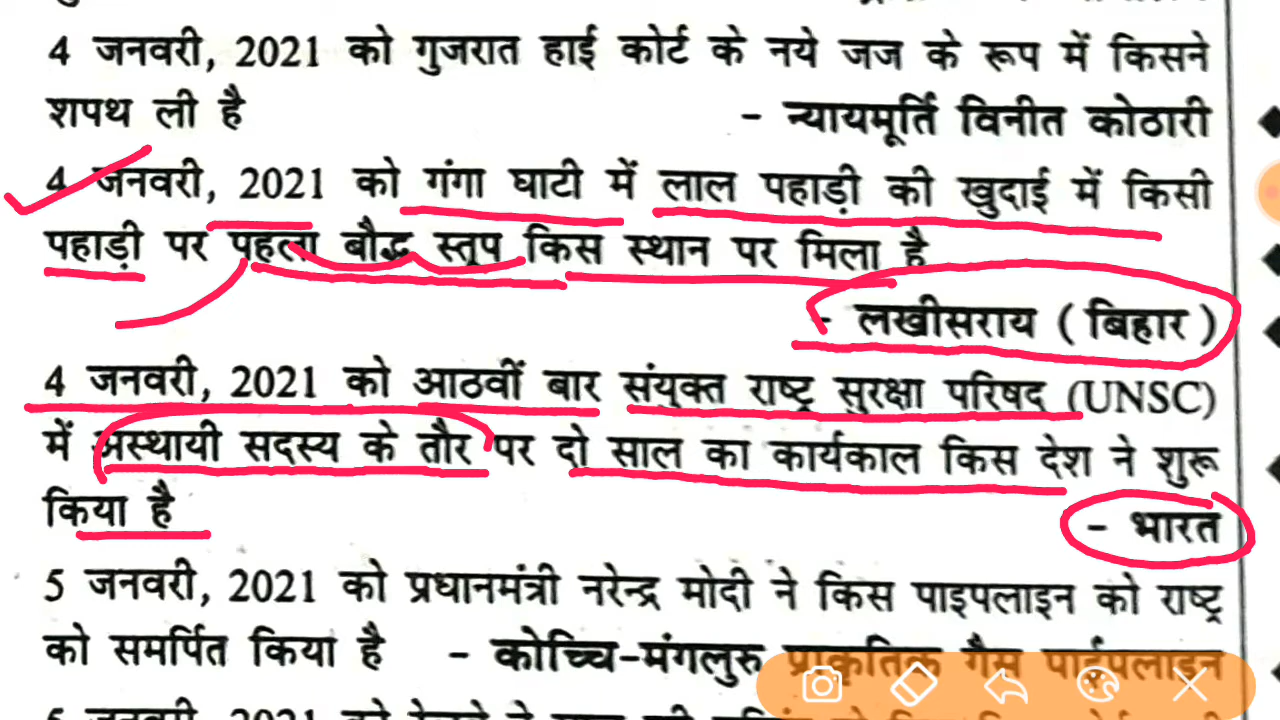 4 जनवरी, 2021 को गुजरात हाई कोर्ट के नये जज के रूप में किसने
शपथ ली है - न्यायमूर्ति विनीत कोठारी
4 जनवरी, 2021 को गंगा घाटी में लाल पहाड़ी की खुदाई में किसी
पहाड़ी पर पहला बौद्ध स्तूप किस स्थान पर मिला है
- लखीसराय ( बिहार )
4 जनवरी, 2021 को आठवीं बार संयुक्त राष्ट्र सुरक्षा परिषद (UNSC)
में अस्थायी सदस्य के तौर पर दो साल का कार्यकाल किस देश ने शुरू
किया है - भारत
5 जनवरी, 2021 को प्रधानमंत्री नरेन्द्र मोदी ने किस पाइपलाइन को राष्ट्र
को समर्पित किया है - कोच्चि-मंगलुरु प्राकृतिक गैस पाईपलाइन